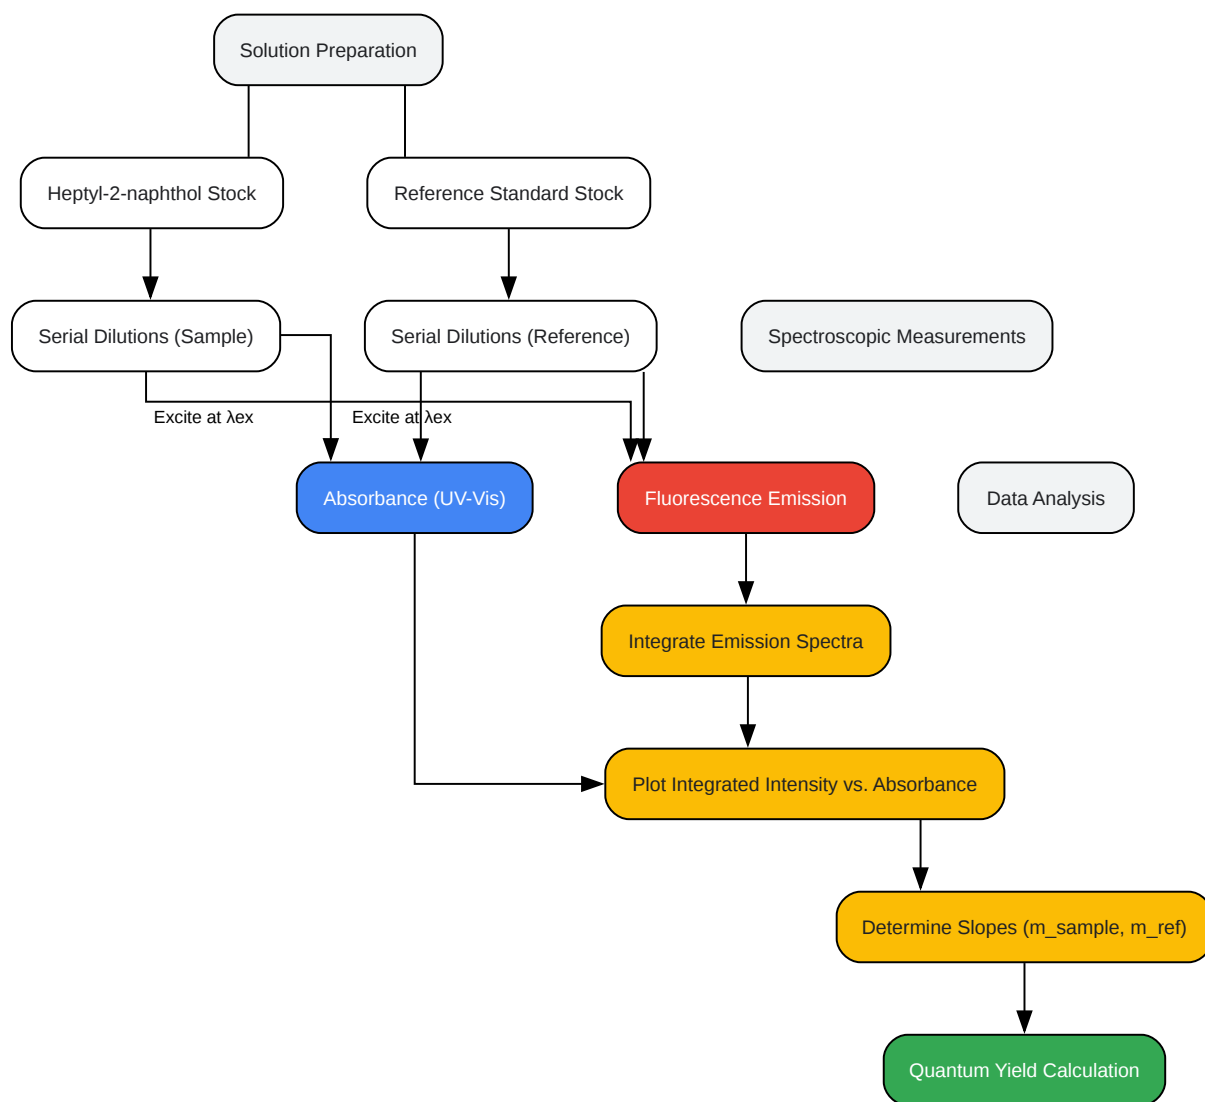 Solution Preparation
Heptyl-2-naphthol Stock
Reference Standard Stock
Serial Dilutions (Sample)
Serial Dilutions (Reference)
Spectroscopic Measurements
Excite at λex
Excite at λex
Absorbance (UV-Vis)
Fluorescence Emission
Data Analysis
Integrate Emission Spectra
Plot Integrated Intensity vs. Absorbance
Determine Slopes (m_sample, m_ref)
Quantum Yield Calculation